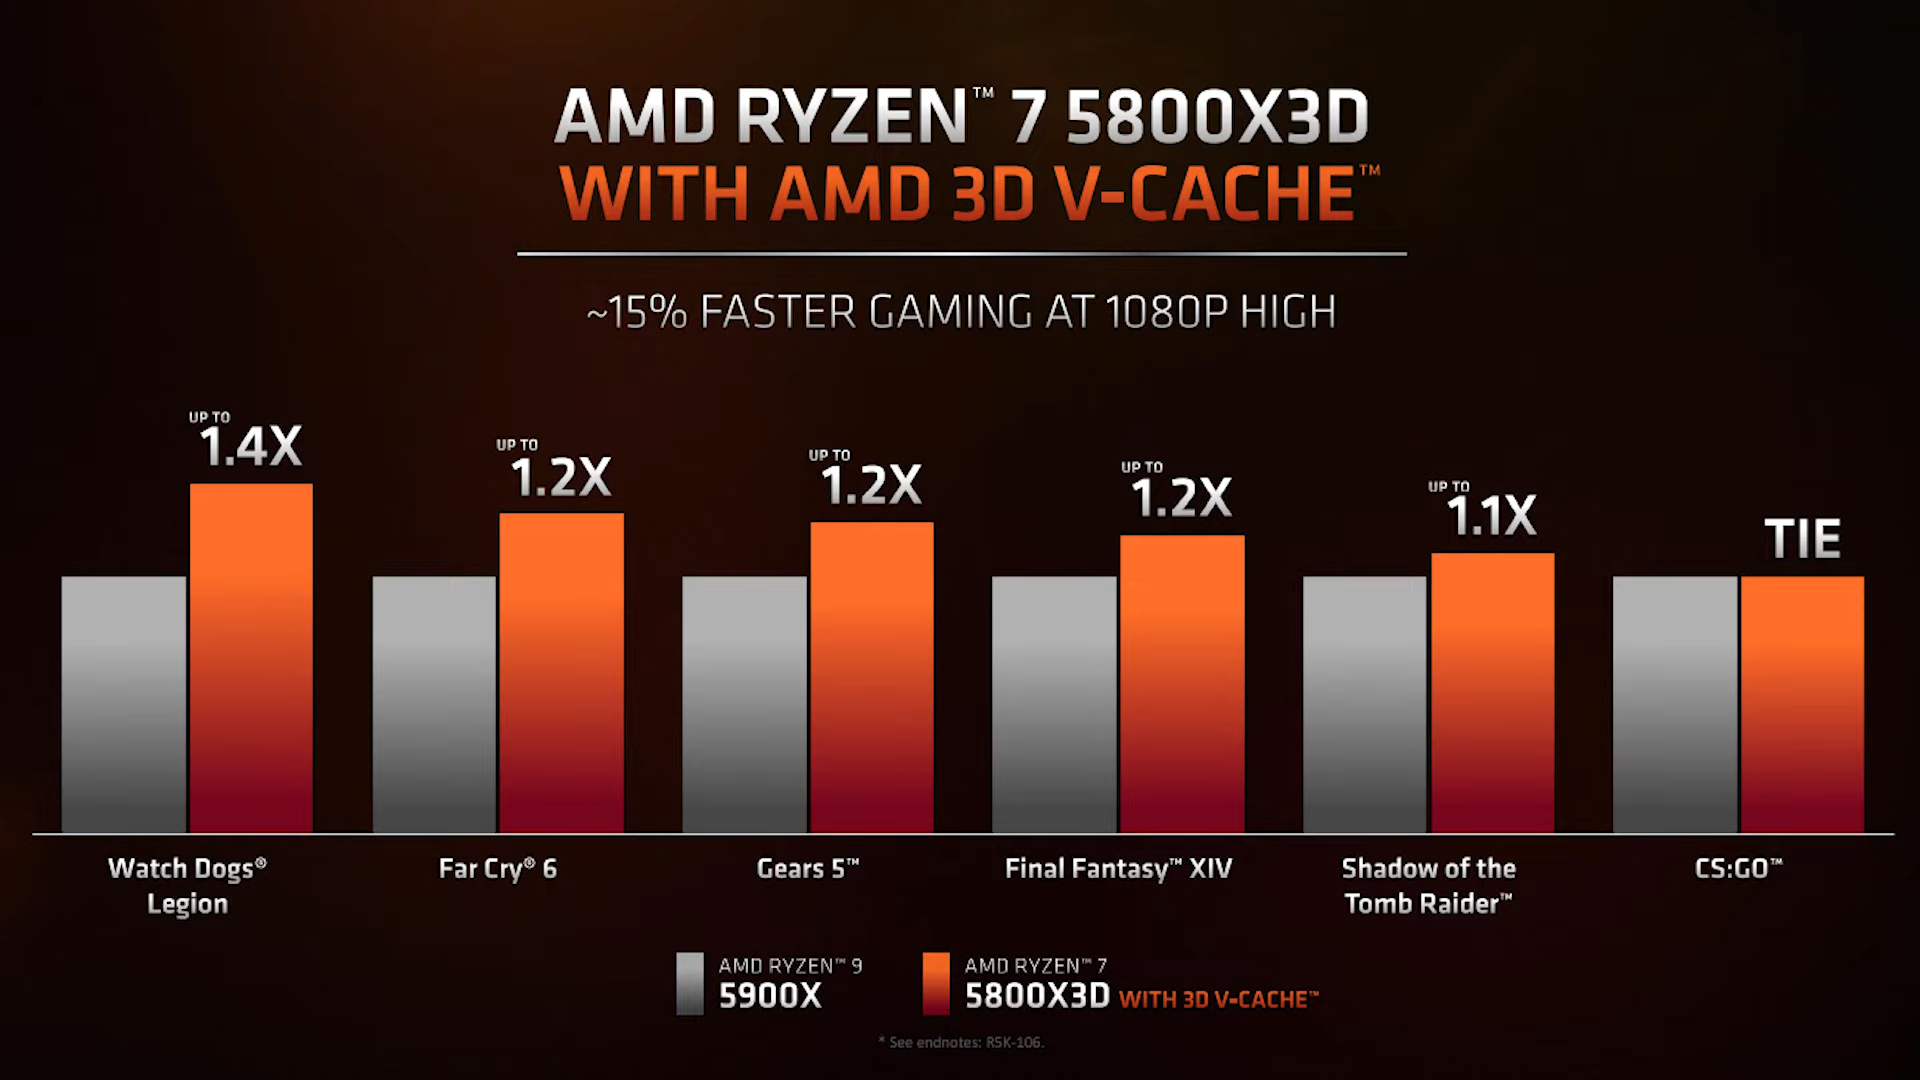 AMD RYZEN™ 7 5800X3D
WITH AMD 3D V-CACHE™
~15% FASTER GAMING AT 1080P HIGH
UP TO
1.4X
UP TO
1.2X
UP TO
1.2X
UP TO
1.2X
UP TO
1.1X
TIE
Watch Dogs®
Legion
Far Cry® 6
Gears 5™
Final Fantasy™ XIV
Shadow of the
Tomb Raider™
CS:GO™
AMD RYZEN™ 9
5900X
AMD RYZEN™ 7
5800X3D WITH 3D V-CACHE™
* See endnotes: R5K-106.